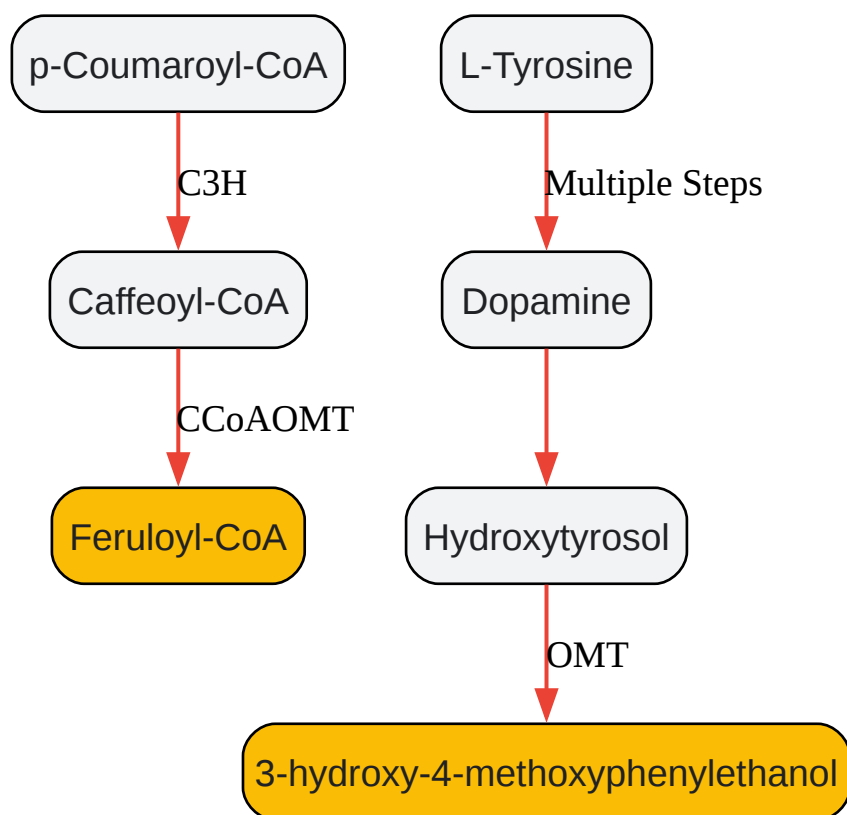 p-Coumaroyl-CoA
L-Tyrosine
C3H
Multiple Steps
Caffeoyl-CoA
Dopamine
CCoAOMT
Feruloyl-CoA
Hydroxytyrosol
OMT
3-hydroxy-4-methoxyphenylethanol